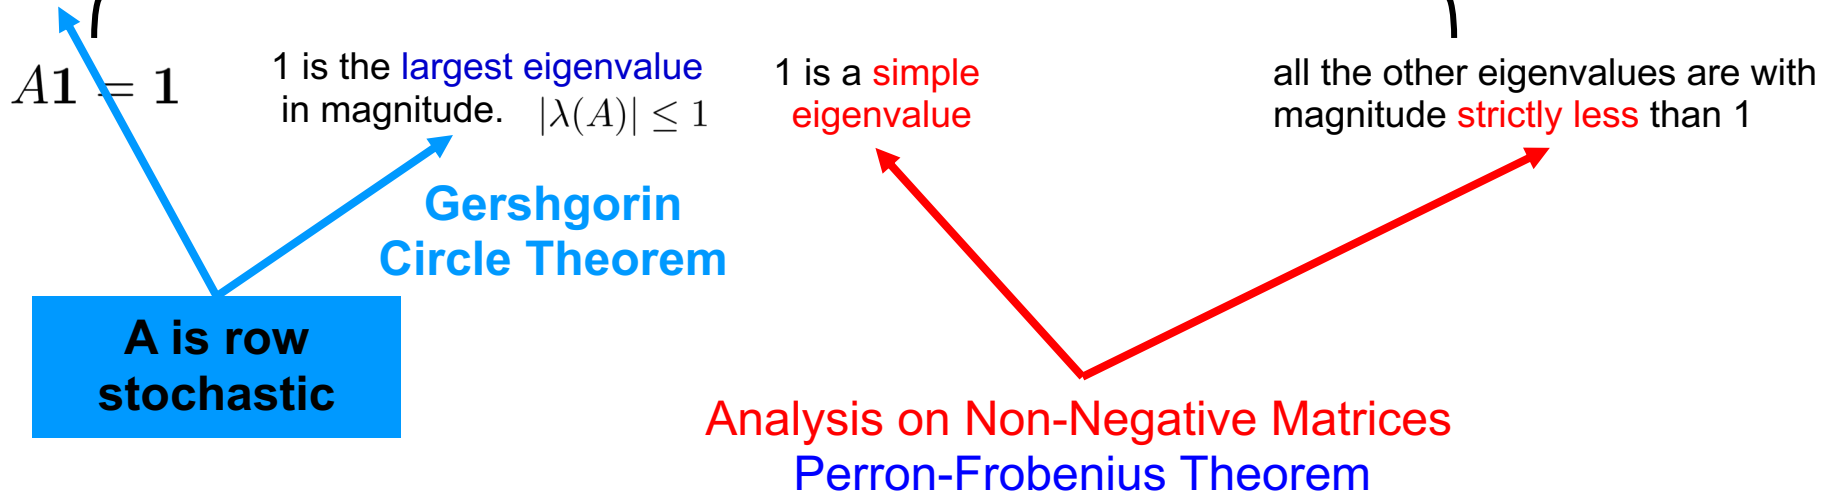 A1 = 1
1 is the largest eigenvalue
in magnitude. |λ(A)| ≤ 1
1 is a simple
eigenvalue
all the other eigenvalues are with
magnitude strictly less than 1
Gershgorin
Circle Theorem
A is row
stochastic
Analysis on Non-Negative Matrices
Perron-Frobenius Theorem